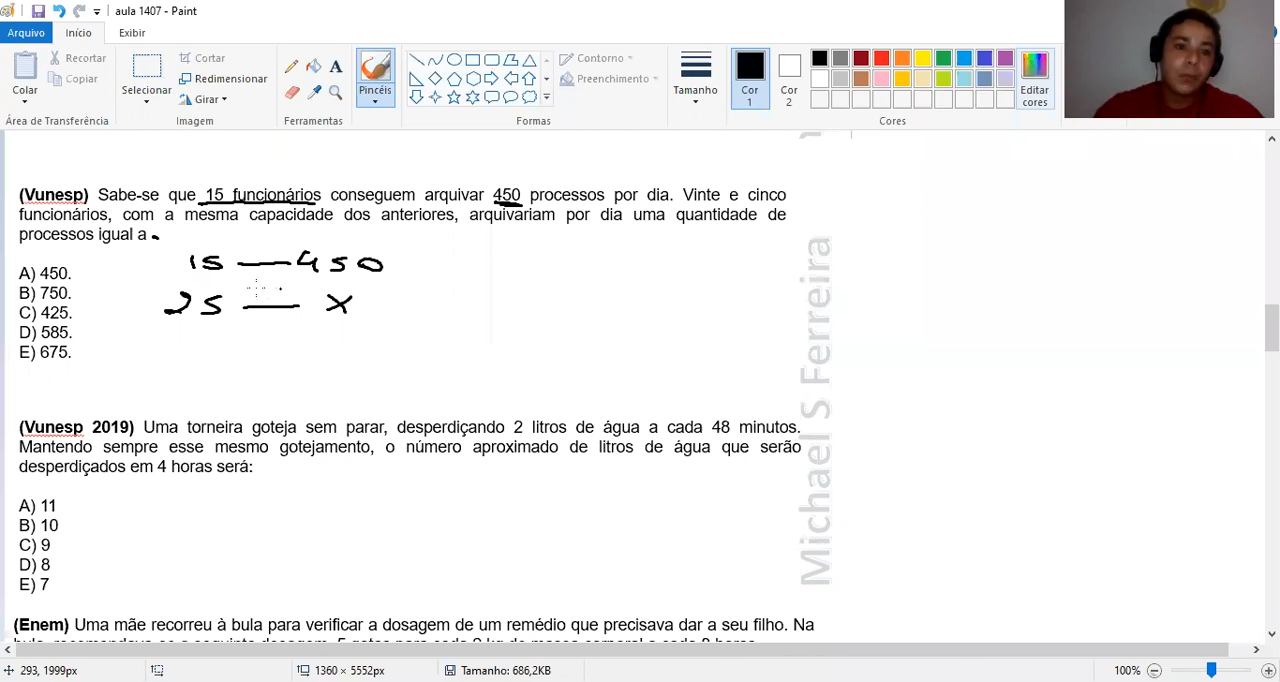 aula 1407 - Paint
Arquivo Início Exibir
Colar
Recortar
Copiar
Área de Transferência
Selecionar
Cortar
Redimensionar
Girar
Imagem
A
Ferramentas
Pincéis
Contorno
Preenchimento
Formas
Tamanho
Cor 1
Cor 2
Editar cores
Cores
(Vunesp) Sabe-se que 15 funcionários conseguem arquivar 450 processos por dia. Vinte e cinco
funcionários, com a mesma capacidade dos anteriores, arquivariam por dia uma quantidade de
processos igual a
15 — 450
25 — X
A) 450.
B) 750.
C) 425.
D) 585.
E) 675.
(Vunesp 2019) Uma torneira goteja sem parar, desperdiçando 2 litros de água a cada 48 minutos.
Mantendo sempre esse mesmo gotejamento, o número aproximado de litros de água que serão
desperdiçados em 4 horas será:
A) 11
B) 10
C) 9
D) 8
E) 7
(Enem) Uma mãe recorreu à bula para verificar a dosagem de um remédio que precisava dar a seu filho. Na
Michael S Ferreira
293, 1999px
1360 × 5552px
Tamanho: 686,2KB
100%